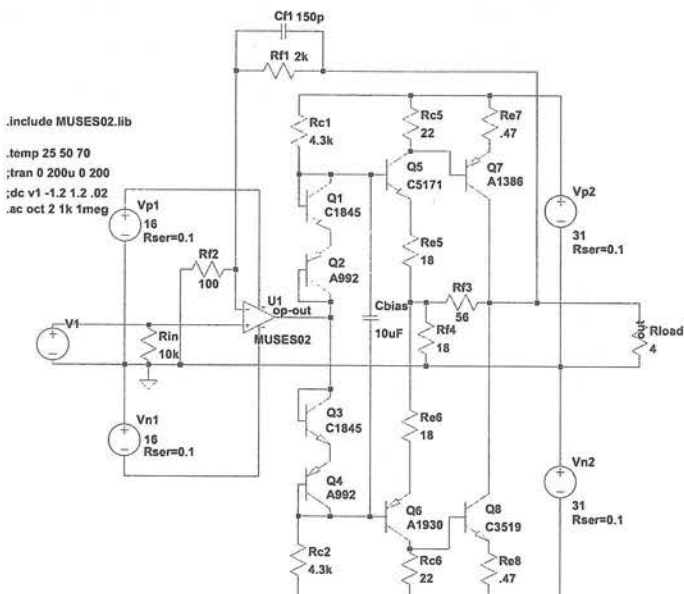 Cf1 150p
Rf1 2k
.include MUSES02.lib
.temp 25 50 70
;tran 0 200u 0 200
;dc v1 -1.2 1.2 .02
.ac oct 2 1k 1meg
Rc1
4.3k
Rc5
22
Re7
.47
Q5
C5171
Q7
A1386
Q1
C1845
Vp1
16
Rser=0.1
Vp2
31
Rser=0.1
Re5
18
Rf2
100
Q2
A992
U1
op-out
MUSES02
Cbias
10uF
Rf3
56
Rf4
18
V1
Rin
10k
out
Rload
4
Q3
C1845
Re6
18
Vn1
16
Rser=0.1
Q4
A992
Q6
A1930
Q8
C3519
Vn2
31
Rser=0.1
Rc2
4.3k
Rc6
22
Re8
.47